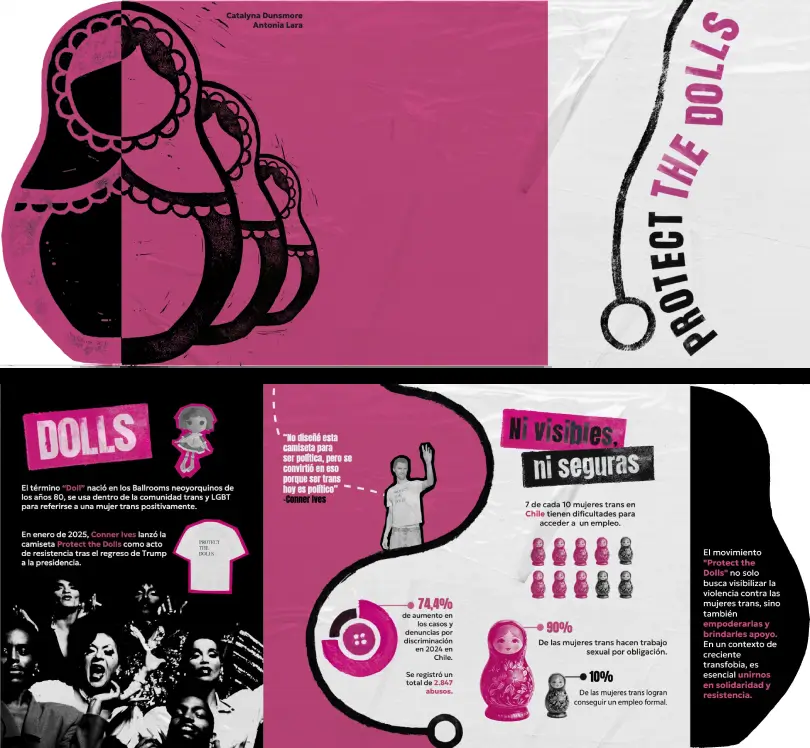 Catalyna Dunsmore
Antonia Lara
PROTECT THE DOLLS
DOLLS
El término "Doll" nació en los Ballrooms neoyorquinos de
los años 80, se usa dentro de la comunidad trans y LGBT
para referirse a una mujer trans positivamente.
En enero de 2025, Conner Ives lanzó la
camiseta Protect the Dolls como acto
de resistencia tras el regreso de Trump
a la presidencia.
PROTECT
THE
DOLLS
"No diseñé esta
camiseta para
ser política, pero se
convirtió en eso
porque ser trans
hoy es político"
-Conner Ives
Ni visibles,
ni seguras
7 de cada 10 mujeres trans en
Chile tienen dificultades para
acceder a un empleo.
74,4%
de aumento en
los casos y
denuncias por
discriminación
en 2024 en
Chile.
Se registró un
total de 2.847
abusos.
90%
De las mujeres trans hacen trabajo
sexual por obligación.
10%
De las mujeres trans logran
conseguir un empleo formal.
El movimiento
"Protect the
Dolls" no solo
busca visibilizar la
violencia contra las
mujeres trans, sino
también
empoderarlas y
brindarles apoyo.
En un contexto de
creciente
transfobia, es
esencial unirnos
en solidaridad y
resistencia.